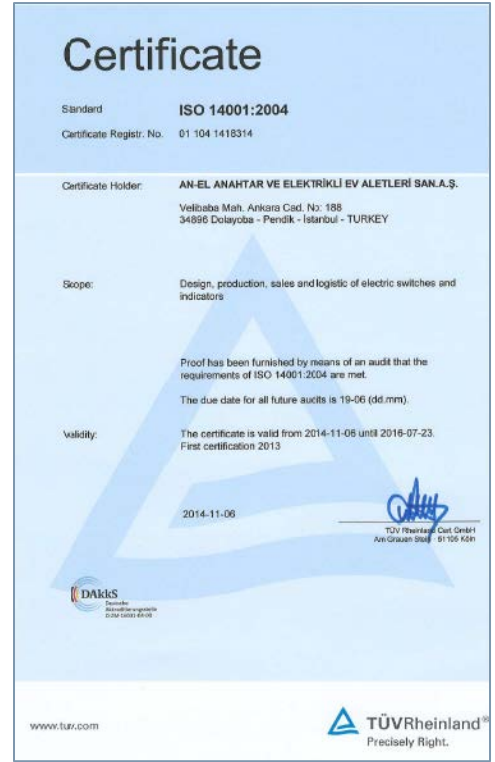 Certificate
Standard ISO 14001:2004
Certificate Registr. No. 01 104 1418314
Certificate Holder: AN-EL ANAHTAR VE ELEKTRİKLİ EV ALETLERİ SAN.A.Ş.
Velibaba Mah. Ankara Cad. No: 188
34896 Dolayoba - Pendik - İstanbul - TURKEY
Scope: Design, production, sales and logistic of electric switches and
indicators
Proof has been furnished by means of an audit that the
requirements of ISO 14001:2004 are met.
The due date for all future audits is 19-06 (dd.mm).
Validity: The certificate is valid from 2014-11-06 until 2016-07-23.
First certification 2013
2014-11-06
TÜV Rheinland Cert GmbH
Am Grauen Stein · 51105 Köln
DAkkS
Deutsche
Akkreditierungsstelle
www.tuv.com
TÜVRheinland®
Precisely Right.